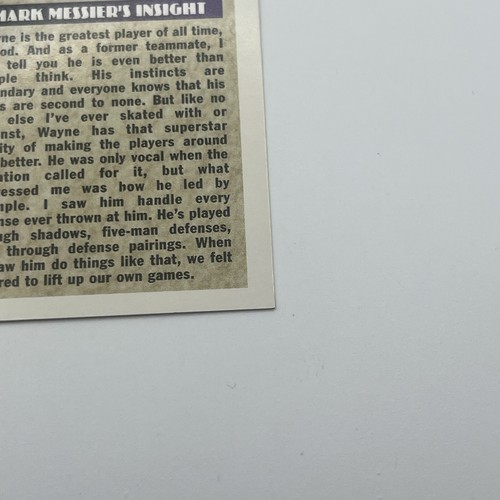 MARK MESSIER'S INSIGHT
ne is the greatest player of all time,
od. And as a former teammate, I
tell you he is even better than
ple think. His instincts are
ndary and everyone knows that his
s are second to none. But like no
else I've ever skated with or
nst, Wayne has that superstar
ity of making the players around
better. He was only vocal when the
tion called for it, but what
essed me was bow he led by
mple. I saw him handle every
nse ever thrown at him. He's played
ugh shadows, five-man defenses,
through defense pairings. When
aw him do things like that, we felt
red to lift up our own games.